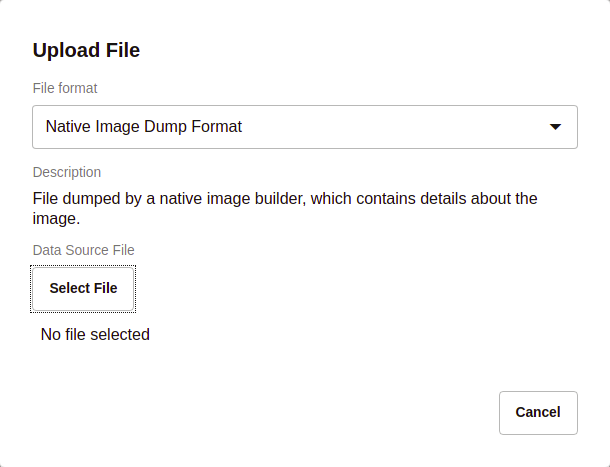 Upload File
File format
Native Image Dump Format
Description
File dumped by a native image builder, which contains details about the
image.
Data Source File
Select File
No file selected
Cancel